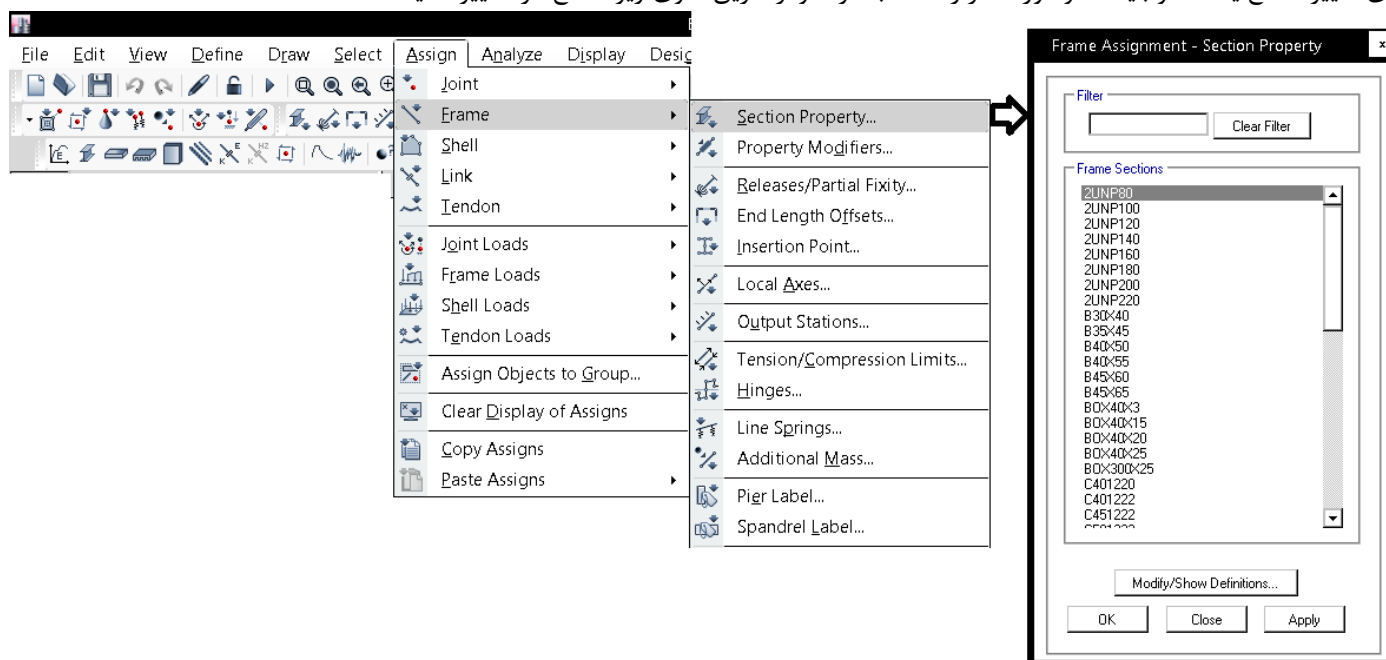 File Edit View Define Draw Select Assign Analyze Display
Joint
Frame
Shell
Link
Tendon
Joint Loads
Frame Loads
Shell Loads
Tendon Loads
Assign Objects to Group...
Clear Display of Assigns
Copy Assigns
Paste Assigns
Section Property...
Property Modifiers...
Releases/Partial Fixity...
End Length Offsets...
Insertion Point...
Local Axes...
Output Stations...
Tension/Compression Limits...
Hinges...
Line Springs...
Additional Mass...
Pier Label...
Spandrel Label...
Frame Assignment - Section Property x
Filter
Clear Filter
Frame Sections
2UNP80
2UNP100
2UNP120
2UNP140
2UNP160
2UNP180
2UNP200
2UNP220
B30X40
B35X45
B40X50
B40X55
B45X60
B45X65
BOX40X3
BOX40X15
BOX40X20
BOX40X25
BOX300X25
C401220
C401222
C451222
Modify/Show Definitions...
OK Close Apply